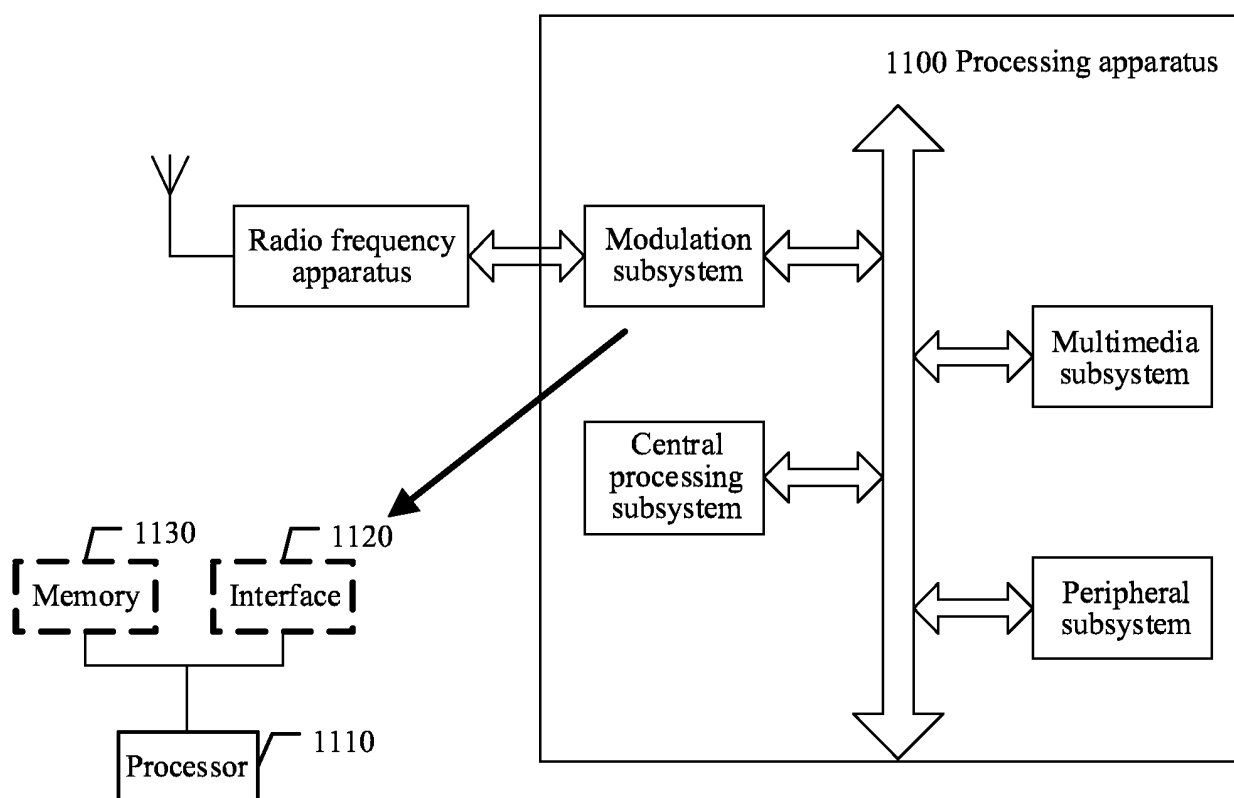 1100 Processing apparatus
Radio frequency
apparatus
Modulation
subsystem
Multimedia
subsystem
Central
processing
subsystem
1130
1120
Memory
Interface
Peripheral
subsystem
1110
Processor